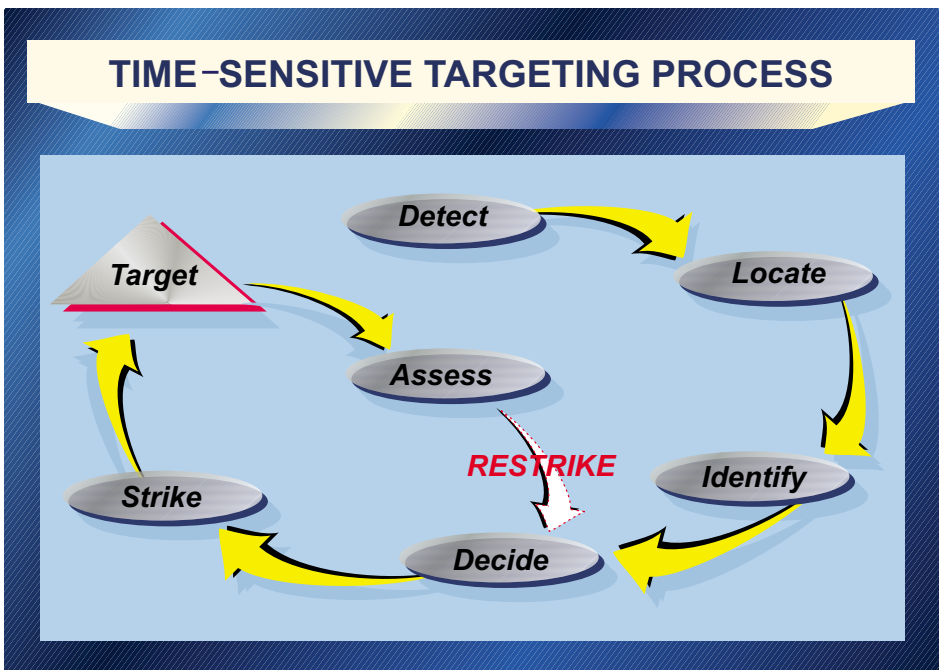 TIME-SENSITIVE TARGETING PROCESS
Detect
Locate
Target
Assess
RESTRIKE
Identify
Strike
Decide